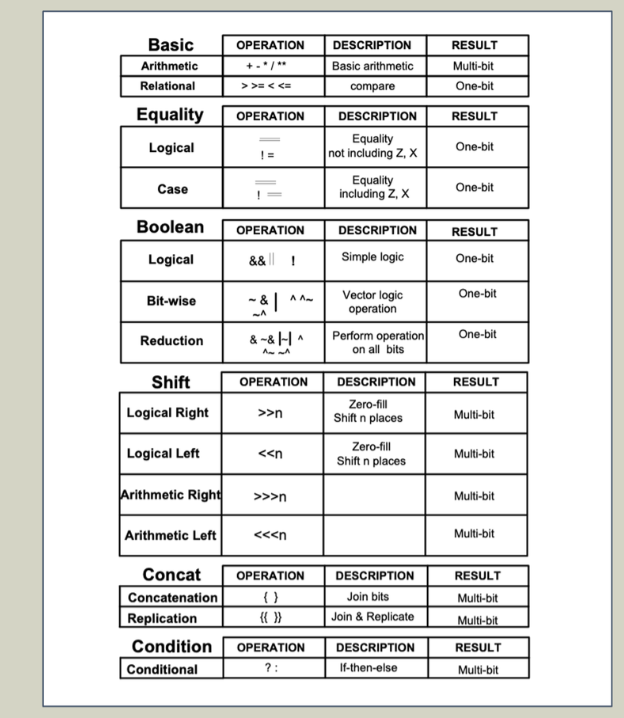 Basic OPERATION DESCRIPTION RESULT
Arithmetic + - * / ** Basic arithmetic Multi-bit
Relational > >= < <= compare One-bit
Equality OPERATION DESCRIPTION RESULT
Logical == != Equality not including Z, X One-bit
Case === !== Equality including Z, X One-bit
Boolean OPERATION DESCRIPTION RESULT
Logical && || ! Simple logic One-bit
Bit-wise ~ & | ^ ^~ ~^ Vector logic operation One-bit
Reduction & ~& | ~| ^ ^~ ~^ Perform operation on all bits One-bit
Shift OPERATION DESCRIPTION RESULT
Logical Right >>n Zero-fill Shift n places Multi-bit
Logical Left <<n Zero-fill Shift n places Multi-bit
Arithmetic Right >>>n Multi-bit
Arithmetic Left <<<n Multi-bit
Concat OPERATION DESCRIPTION RESULT
Concatenation { } Join bits Multi-bit
Replication {{ }} Join & Replicate Multi-bit
Condition OPERATION DESCRIPTION RESULT
Conditional ? : If-then-else Multi-bit